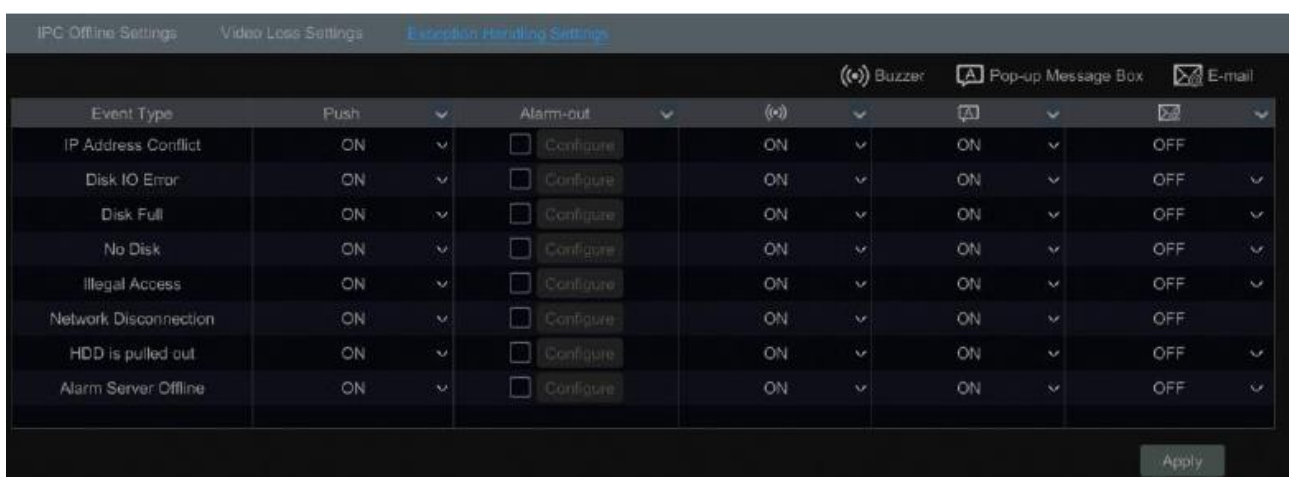 IPC Offline Settings Video Loss Settings Exception Handling Settings
Buzzer Pop-up Message Box E-mail
Event Type Push Alarm-out
IP Address Conflict ON Configure ON ON OFF
Disk IO Error ON Configure ON ON OFF
Disk Full ON Configure ON ON OFF
No Disk ON Configure ON ON OFF
Illegal Access ON Configure ON ON OFF
Network Disconnection ON Configure ON ON OFF
HDD is pulled out ON Configure ON ON OFF
Alarm Server Offline ON Configure ON ON OFF
Apply